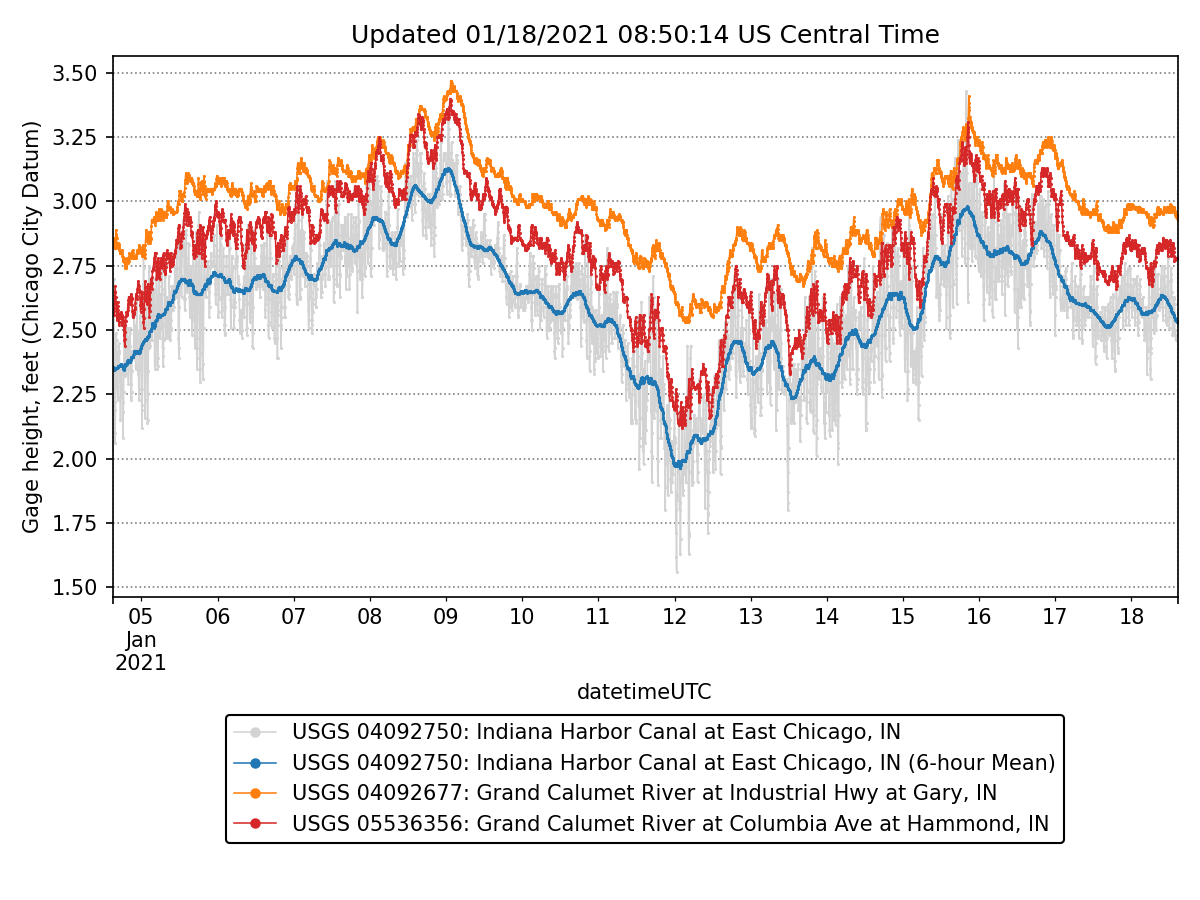 Updated 01/18/2021 08:50:14 US Central Time
Gage height, feet (Chicago City Datum)
3.50
3.25
3.00
2.75
2.50
2.25
2.00
1.75
1.50
05 06 07 08 09 10 11 12 13 14 15 16 17 18
Jan
2021
datetimeUTC
USGS 04092750: Indiana Harbor Canal at East Chicago, IN
USGS 04092750: Indiana Harbor Canal at East Chicago, IN (6-hour Mean)
USGS 04092677: Grand Calumet River at Industrial Hwy at Gary, IN
USGS 05536356: Grand Calumet River at Columbia Ave at Hammond, IN